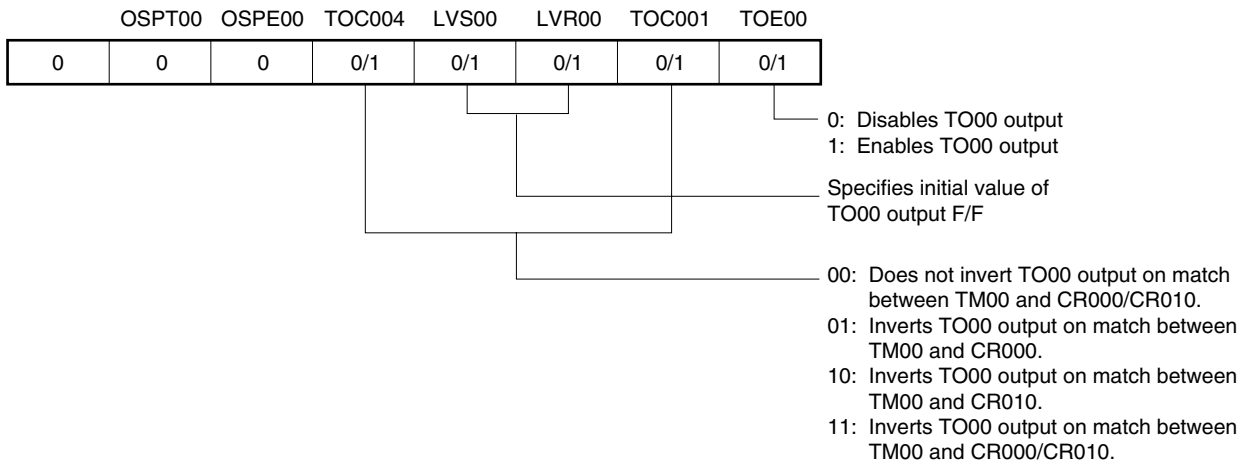 OSPT00 OSPE00 TOC004 LVS00 LVR00 TOC001 TOE00
0 0 0 0/1 0/1 0/1 0/1 0/1
0: Disables TO00 output
1: Enables TO00 output
Specifies initial value of
TO00 output F/F
00: Does not invert TO00 output on match
between TM00 and CR000/CR010.
01: Inverts TO00 output on match between
TM00 and CR000.
10: Inverts TO00 output on match between
TM00 and CR010.
11: Inverts TO00 output on match between
TM00 and CR000/CR010.